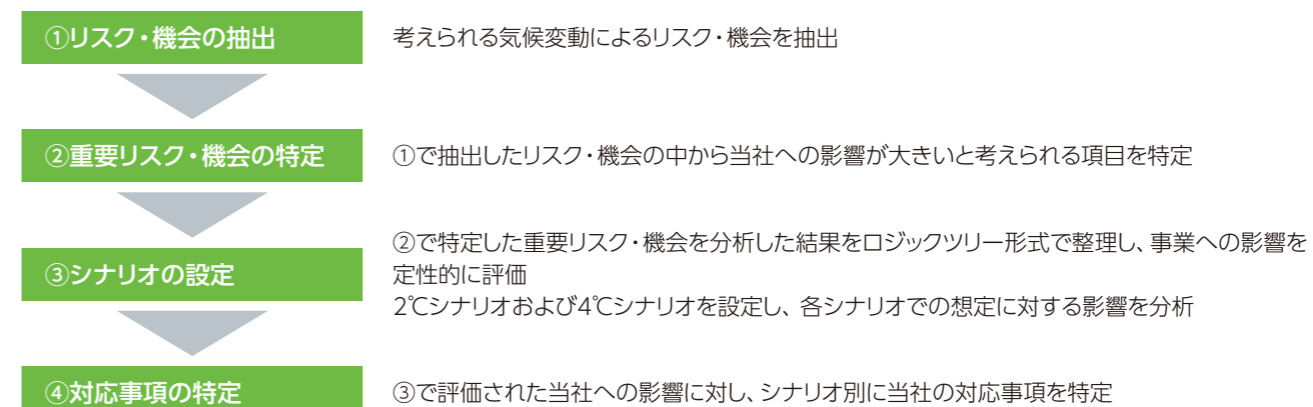 ①リスク・機会の抽出
考えられる気候変動によるリスク・機会を抽出
②重要リスク・機会の特定
①で抽出したリスク・機会の中から当社への影響が大きいと考えられる項目を特定
③シナリオの設定
②で特定した重要リスク・機会を分析した結果をロジックツリー形式で整理し、事業への影響を
定性的に評価
2℃シナリオおよび4℃シナリオを設定し、各シナリオでの想定に対する影響を分析
④対応事項の特定
③で評価された当社への影響に対し、シナリオ別に当社の対応事項を特定